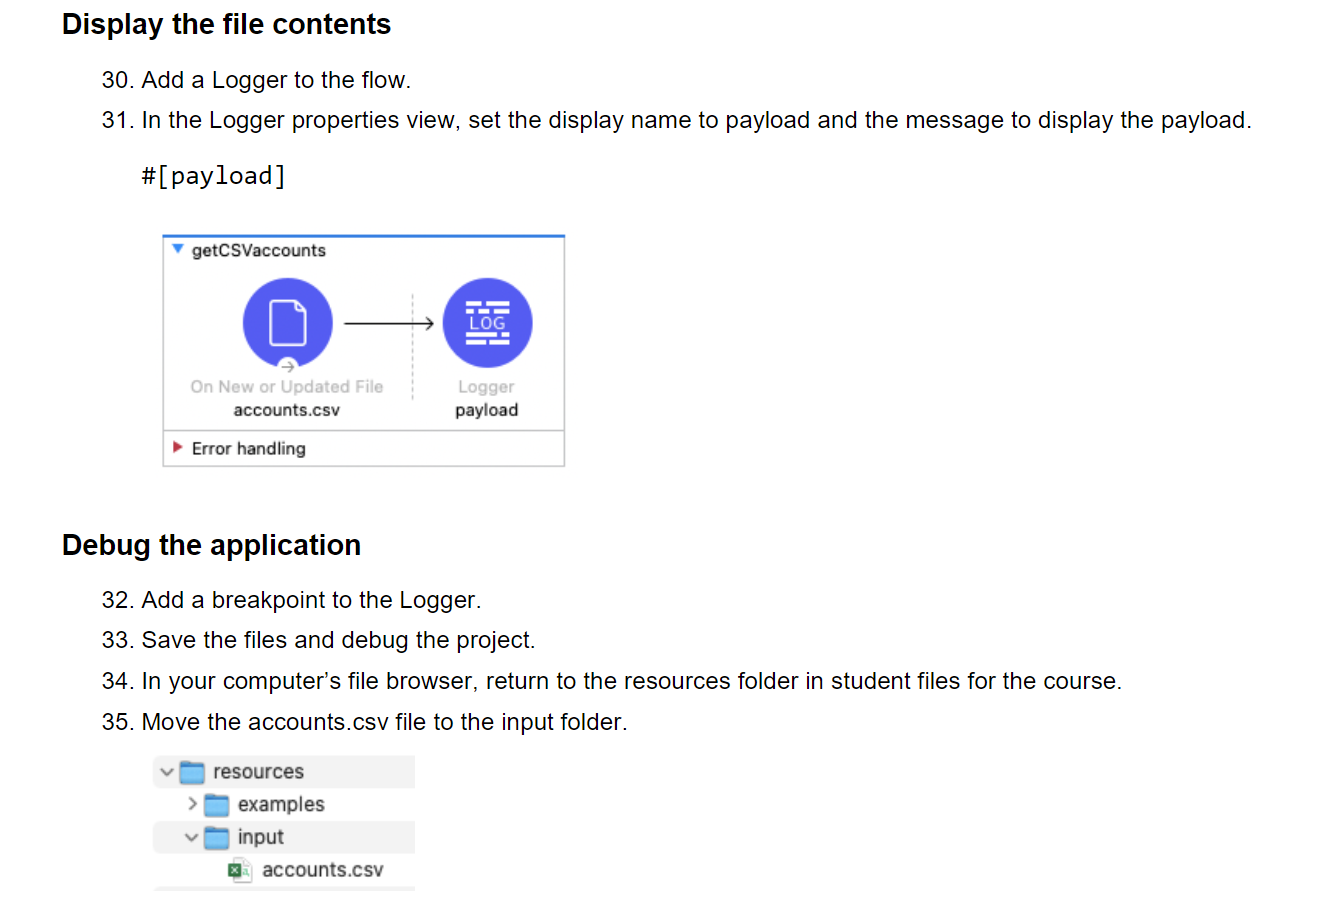 Display the file contents
30. Add a Logger to the flow.
31. In the Logger properties view, set the display name to payload and the message to display the payload.
#[payload]
getCSVaccounts
LOG
On New or Updated File
Logger
accounts.csv
payload
Error handling
Debug the application
32. Add a breakpoint to the Logger.
33. Save the files and debug the project.
34. In your computer’s file browser, return to the resources folder in student files for the course.
35. Move the accounts.csv file to the input folder.
resources
examples
input
accounts.csv